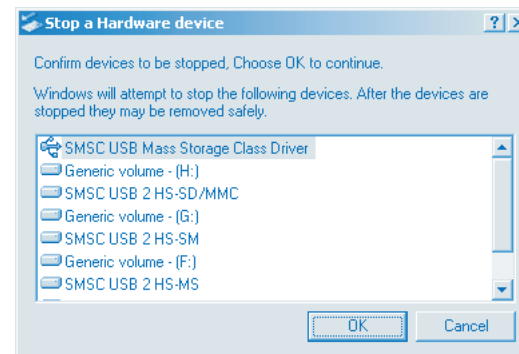 Stop a Hardware device
Confirm devices to be stopped, Choose OK to continue.
Windows will attempt to stop the following devices. After the devices are
stopped they may be removed safely.
SMSC USB Mass Storage Class Driver
Generic volume - (H:)
SMSC USB 2 HS-SD/MMC
Generic volume - (G:)
SMSC USB 2 HS-SM
Generic volume - (F:)
SMSC USB 2 HS-MS
OK Cancel